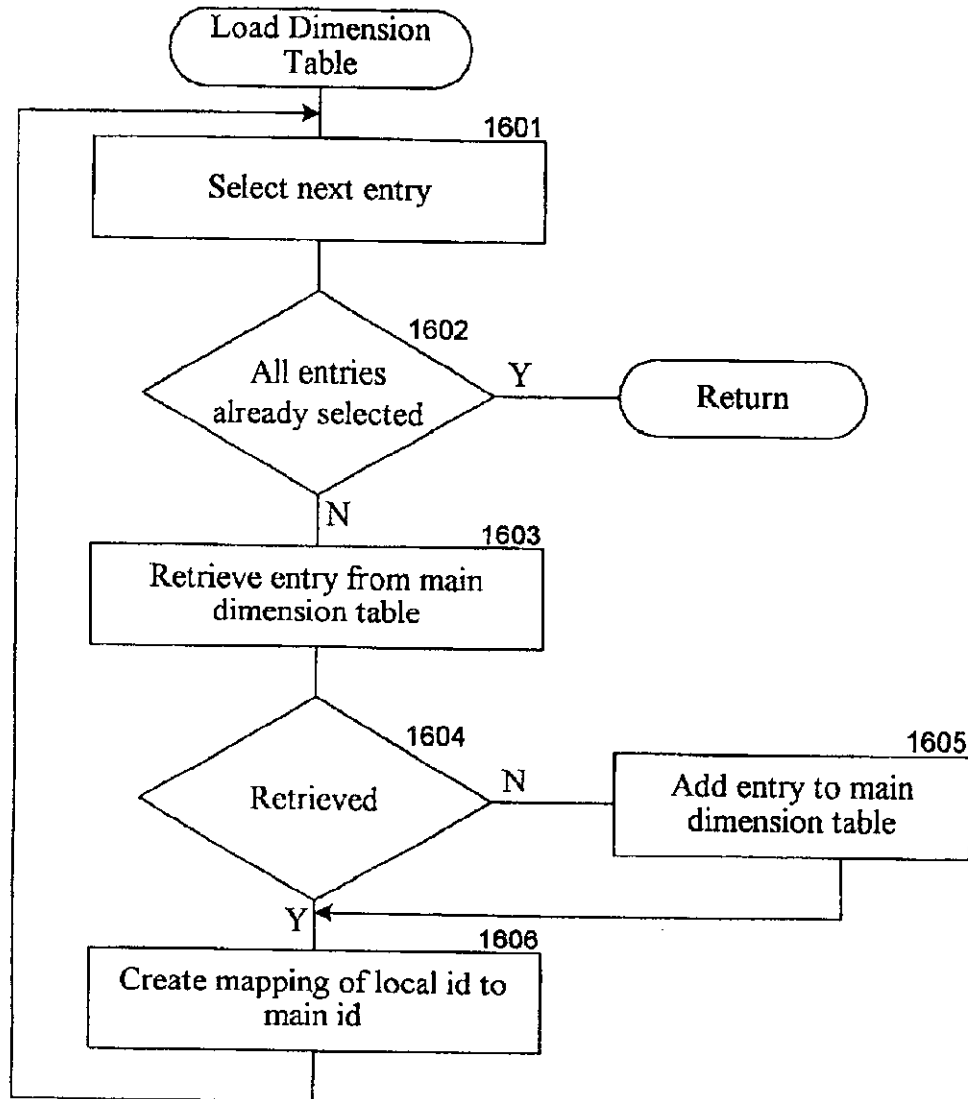 Load Dimension
Table
1601
Select next entry
1602
All entries
already selected
Y
Return
N
1603
Retrieve entry from main
dimension table
1604
Retrieved
N
1605
Add entry to main
dimension table
Y
1606
Create mapping of local id to
main id